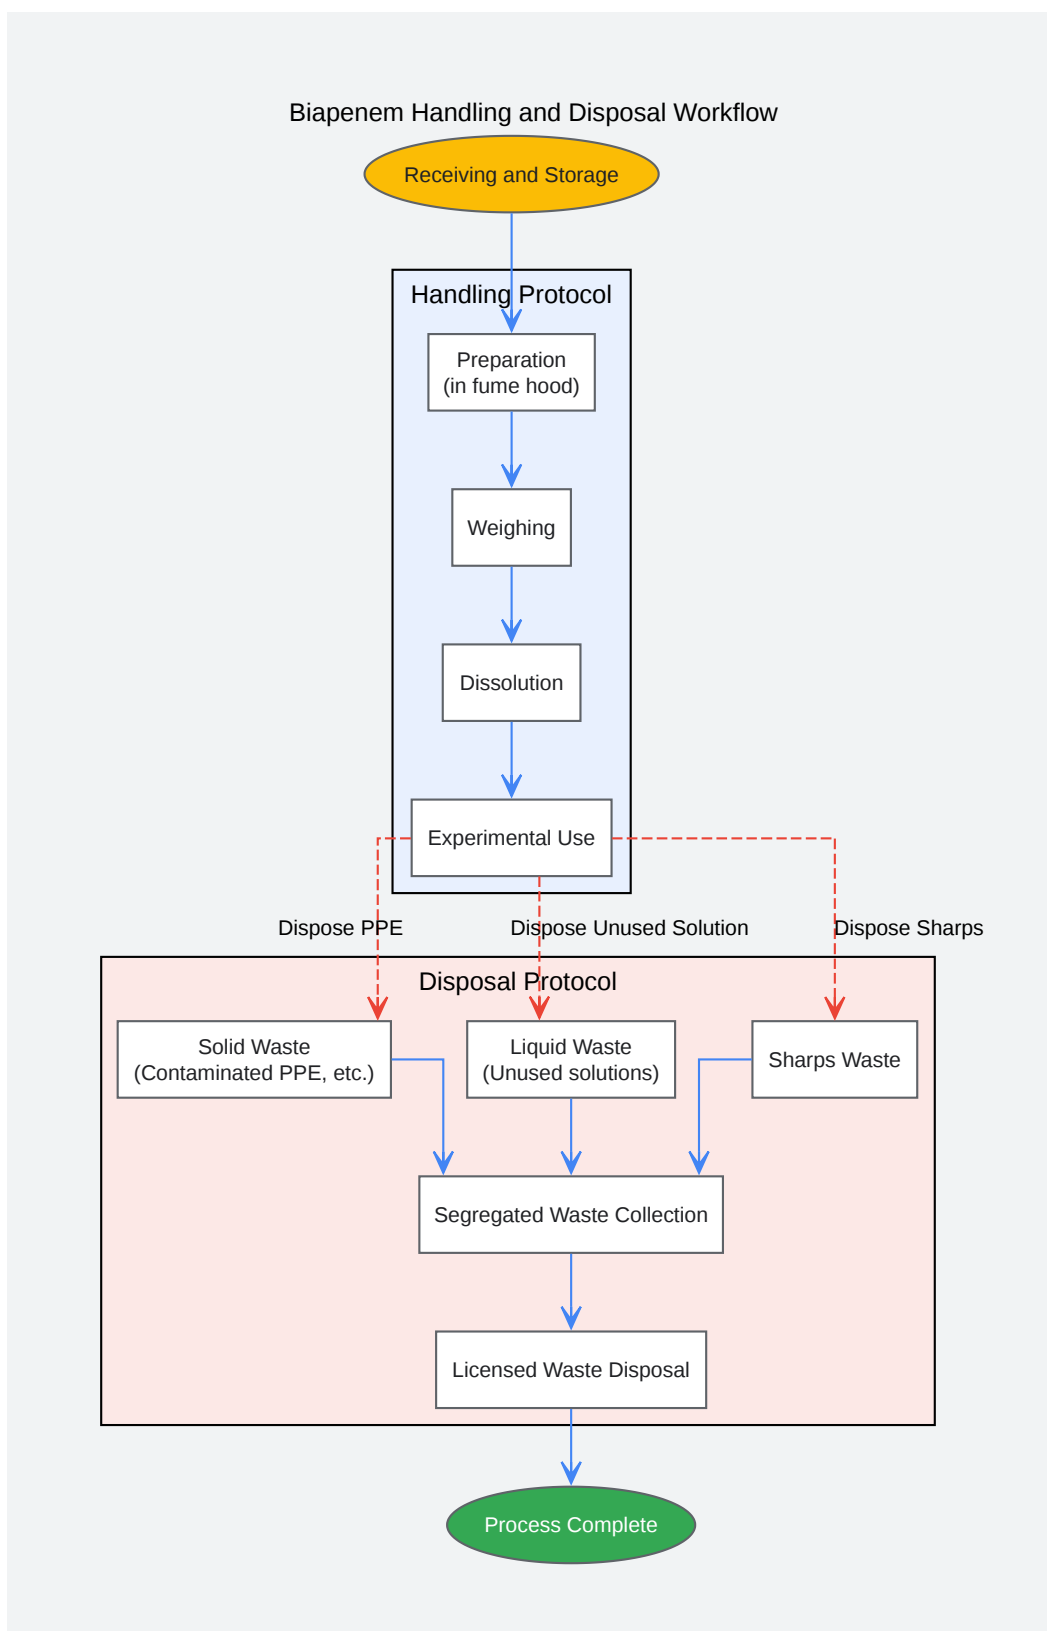 Biapenem Handling and Disposal Workflow
Receiving and Storage
Handling Protocol
Preparation
(in fume hood)
Weighing
Dissolution
Experimental Use
Dispose PPE
Dispose Unused Solution
Dispose Sharps
Disposal Protocol
Solid Waste
(Contaminated PPE, etc.)
Liquid Waste
(Unused solutions)
Sharps Waste
Segregated Waste Collection
Licensed Waste Disposal
Process Complete